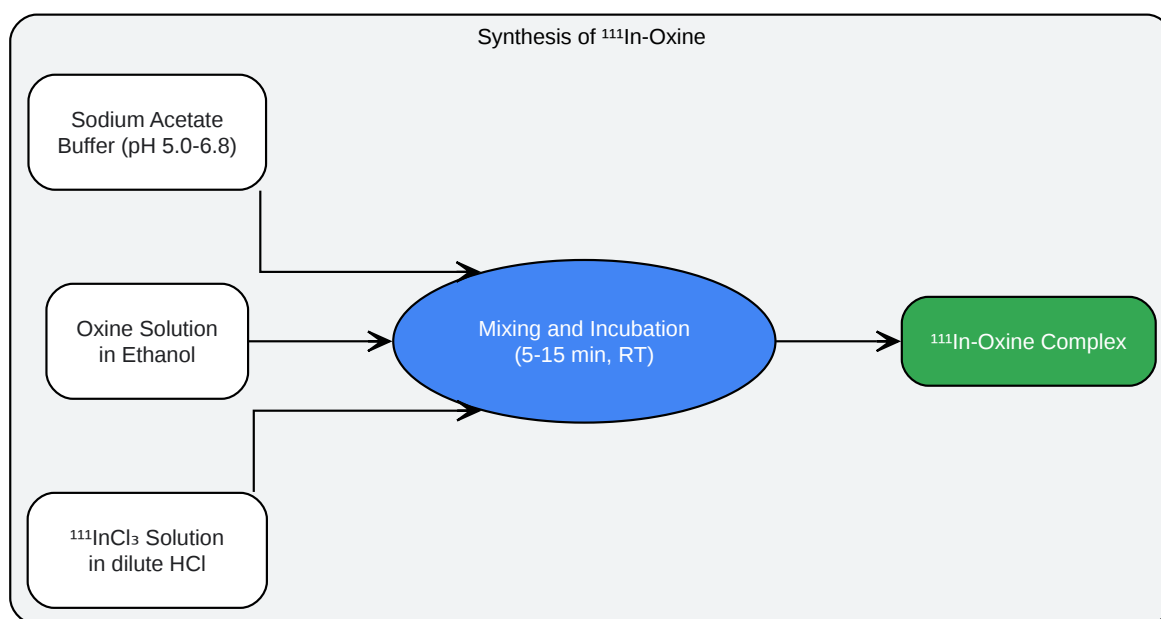 Synthesis of ¹¹¹In-Oxine
Sodium Acetate
Buffer (pH 5.0-6.8)
Oxine Solution
in Ethanol
¹¹¹InCl₃ Solution
in dilute HCl
Mixing and Incubation
(5-15 min, RT)
¹¹¹In-Oxine Complex